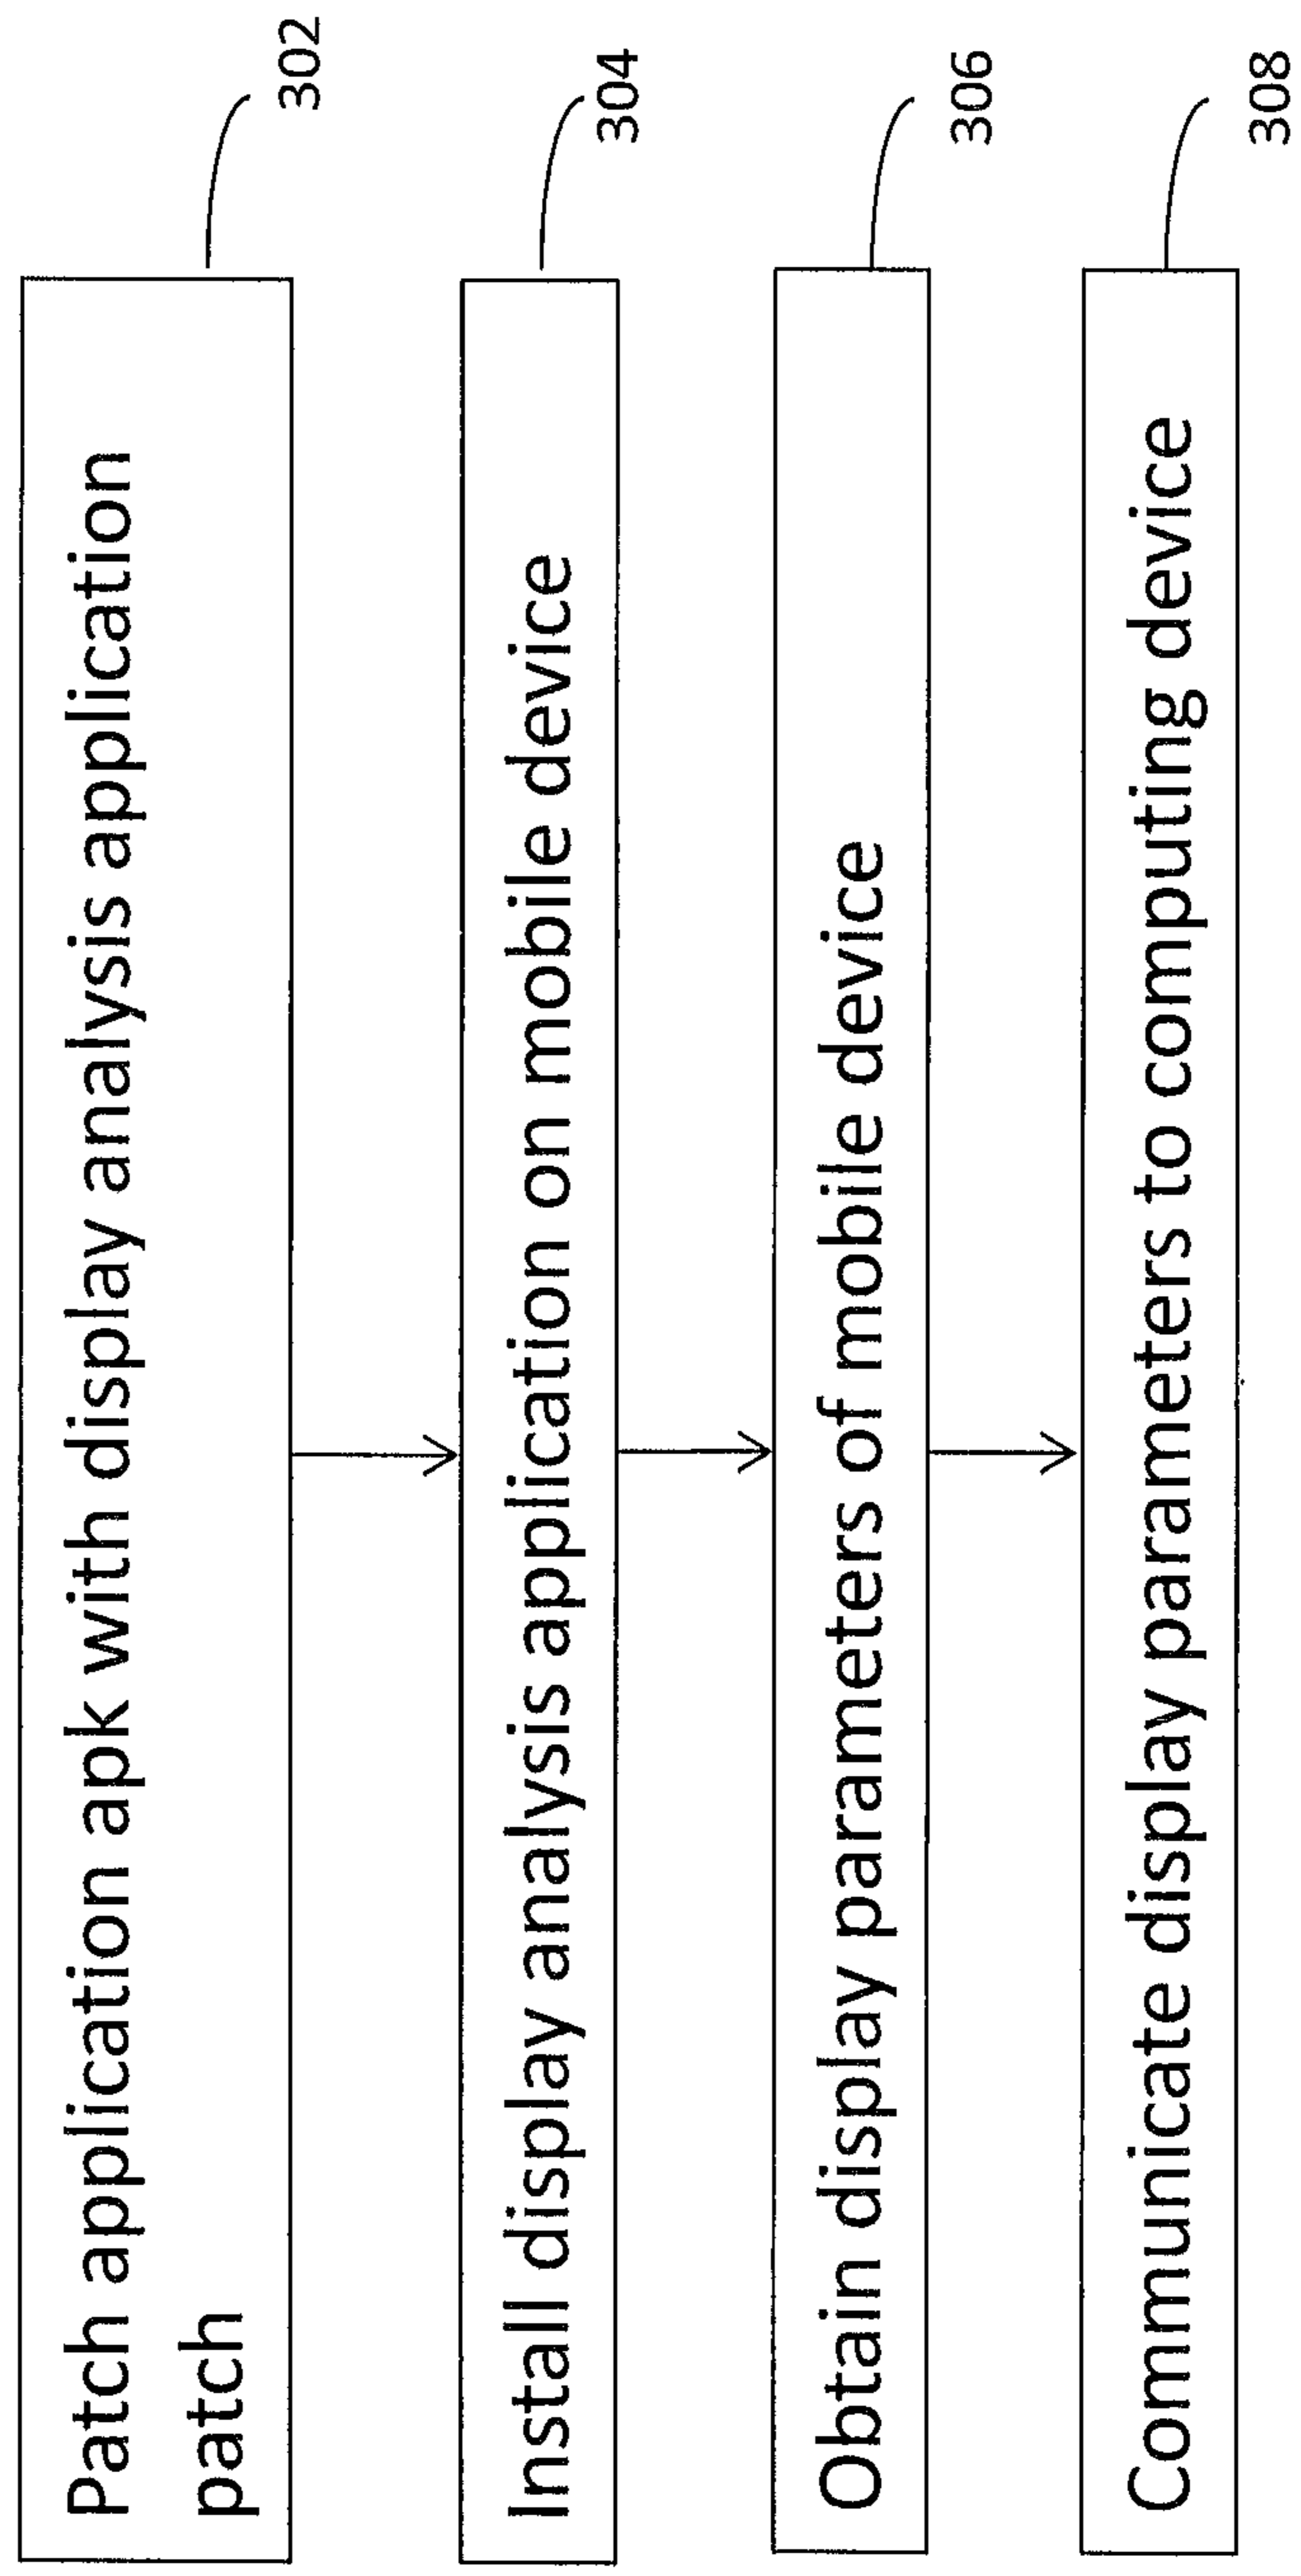 Patch application apk with display analysis application
patch
302
Install display analysis application on mobile device
304
Obtain display parameters of mobile device
306
Communicate display parameters to computing device
308